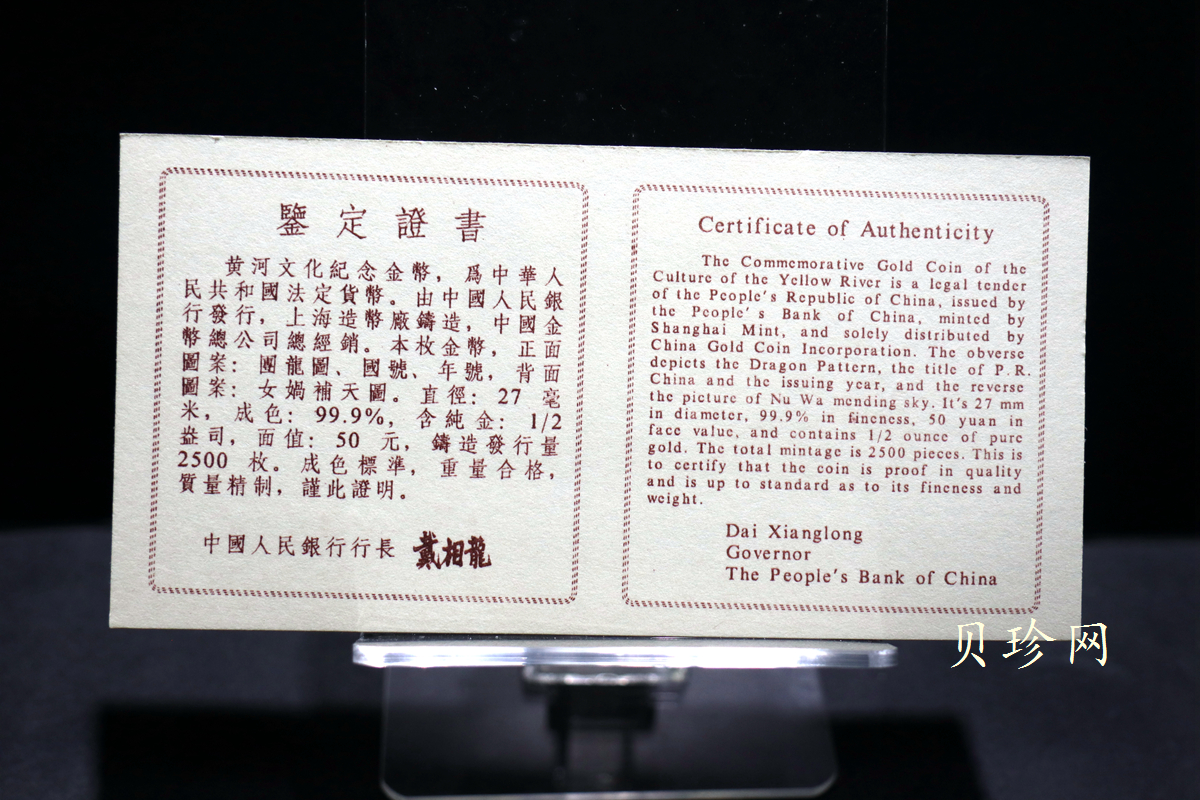 鑒定證書
黄河文化紀念金幣，爲中華人
民共和國法定貨幣。由中國人民銀
行發行，上海造幣廠鑄造，中國金
幣總公司總經銷。本枚金幣，正面
圖案：團龍圖、國號、年號，背面
圖案：女媧補天圖。直徑：27 毫
米，成色：99.9%，含純金：1/2
盎司，面值：50 元，鑄造發行量
2500 枚。成色標準，重量合格，
質量精制，謹此證明。
中國人民銀行行長 戴相龍
Certificate of Authenticity
The Commemorative Gold Coin of the
Culture of the Yellow River is a legal tender
of the People's Republic of China, issued by
the People's Bank of China, minted by
Shanghai Mint, and solely distributed by
China Gold Coin Incorporation. The obverse
depicts the Dragon Pattern, the title of P.R.
China and the issuing year, and the reverse
the picture of Nu Wa mending sky. It's 27 mm
in diameter, 99.9% in fineness, 50 yuan in
face value, and contains 1/2 ounce of pure
gold. The total mintage is 2500 pieces. This is
to certify that the coin is proof in quality
and is up to standard as to its fineness and
weight.
Dai Xianglong
Governor
The People's Bank of China
贝珍网